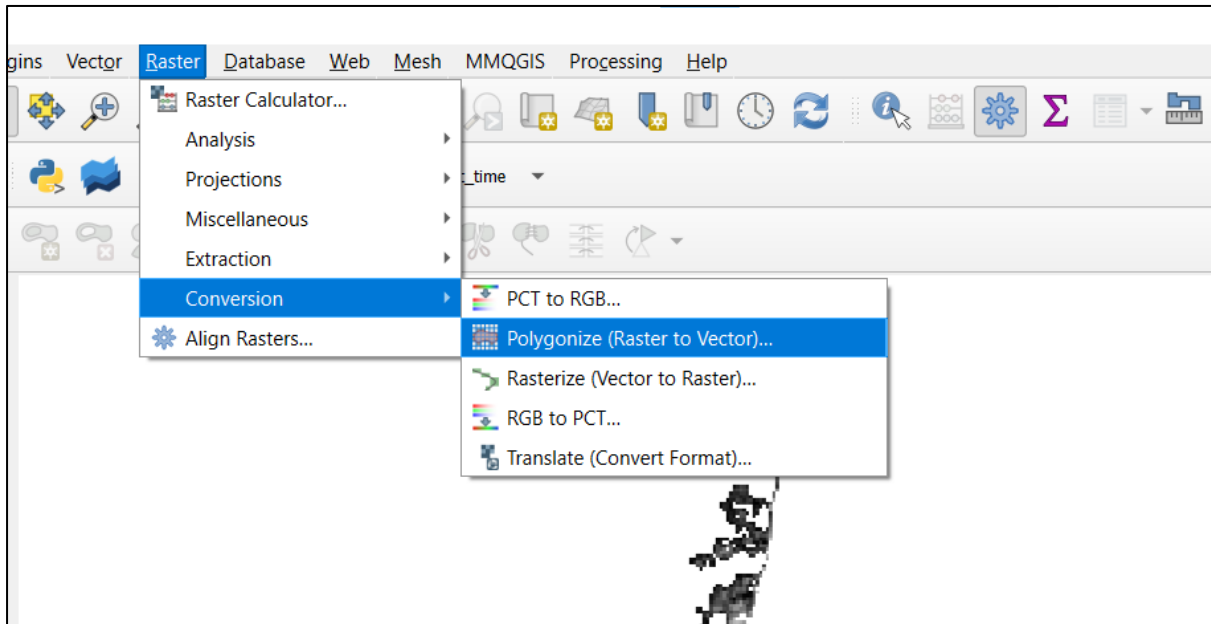 gins Vector Raster Database Web Mesh MMQGIS Processing Help
Raster Calculator...
Analysis
Projections
t_time
Miscellaneous
Extraction
Conversion
PCT to RGB...
Align Rasters...
Polygonize (Raster to Vector)...
Rasterize (Vector to Raster)...
RGB to PCT...
Translate (Convert Format)...